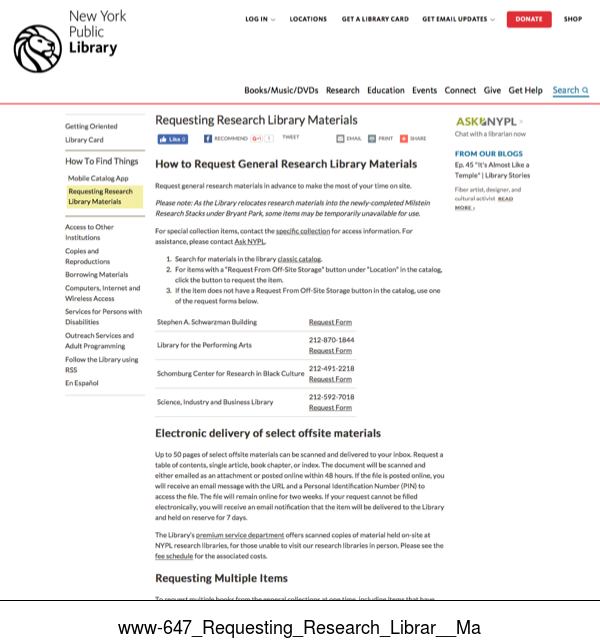 New York
Public
Library
LOG IN
LOCATIONS
GET A LIBRARY CARD
GET EMAIL UPDATES
DONATE
SHOP
Books/Music/DVDs Research Education Events Connect Give Get Help Search
Getting Oriented
Library Card
How To Find Things
Mobile Catalog App
Requesting Research
Library Materials
Access to Other
Institutions
Copies and
Reproductions
Borrowing Materials
Computers, Internet and
Wireless Access
Services for Persons with
Disabilities
Outreach Services and
Adult Programming
Follow the Library using
RSS
En Español
Requesting Research Library Materials
Like 0 RECOMMEND G+1 1 TWEET EMAIL PRINT SHARE
How to Request General Research Library Materials
Request general research materials in advance to make the most of your time on site.
Please note: As the Library relocates research materials into the newly-completed Milstein
Research Stacks under Bryant Park, some items may be temporarily unavailable for use.
For special collection items, contact the specific collection for access information. For
assistance, please contact Ask NYPL.
1. Search for materials in the library classic catalog.
2. For items with a "Request From Off-Site Storage" button under "Location" in the catalog,
click the button to request the item.
3. If the item does not have a Request From Off-Site Storage button in the catalog, use one
of the request forms below.
Stephen A. Schwarzman Building Request Form
Library for the Performing Arts 212-870-1844
Request Form
Schomburg Center for Research in Black Culture 212-491-2218
Request Form
Science, Industry and Business Library 212-592-7018
Request Form
Electronic delivery of select offsite materials
Up to 50 pages of select offsite materials can be scanned and delivered to your inbox. Request a
table of contents, single article, book chapter, or index. The document will be scanned and
either emailed as an attachment or posted online within 48 hours. If the file is posted online, you
will receive an email message with the URL and a Personal Identification Number (PIN) to
access the file. The file will remain online for two weeks. If your request cannot be filled
electronically, you will receive an email notification that the item will be delivered to the Library
and held on reserve for 7 days.
The Library's premium service department offers scanned copies of material held on-site at
NYPL research libraries, for those unable to visit our research libraries in person. Please see the
fee schedule for the associated costs.
Requesting Multiple Items
To request multiple books from the general collections at one time, including items that have
ASK NYPL >
Chat with a librarian now
FROM OUR BLOGS
Ep. 45 "It's Almost Like a
Temple" | Library Stories
Fiber artist, designer, and
cultural activist READ
MORE ›
www-647_Requesting_Research_Librar__Ma